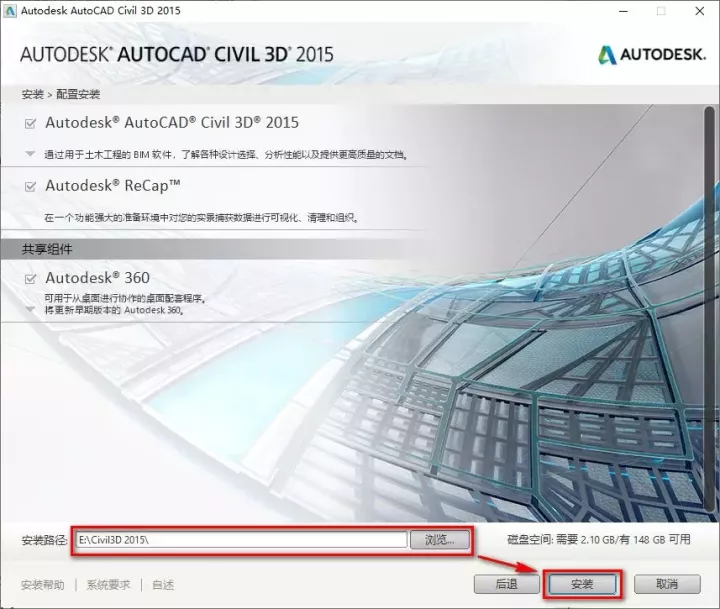 Autodesk AutoCAD Civil 3D 2015
AUTODESK® AUTOCAD® CIVIL 3D® 2015
AUTODESK.
安装 > 配置安装
Autodesk® AutoCAD® Civil 3D® 2015
通过用于土木工程的 BIM 软件，了解各种设计选择、分析性能以及提供更高质量的文档。
Autodesk® ReCap™
在一个功能强大的准备环境中对您的实景捕获数据进行可视化、清理和组织。
共享组件
Autodesk® 360
可用于从桌面进行协作的桌面配套程序。
将更新早期版本的 Autodesk 360。
安装路径: E:\Civil3D 2015\ 浏览... 磁盘空间: 需要 2.10 GB/有 148 GB 可用
安装帮助 | 系统要求 | 自述 后退 安装 取消